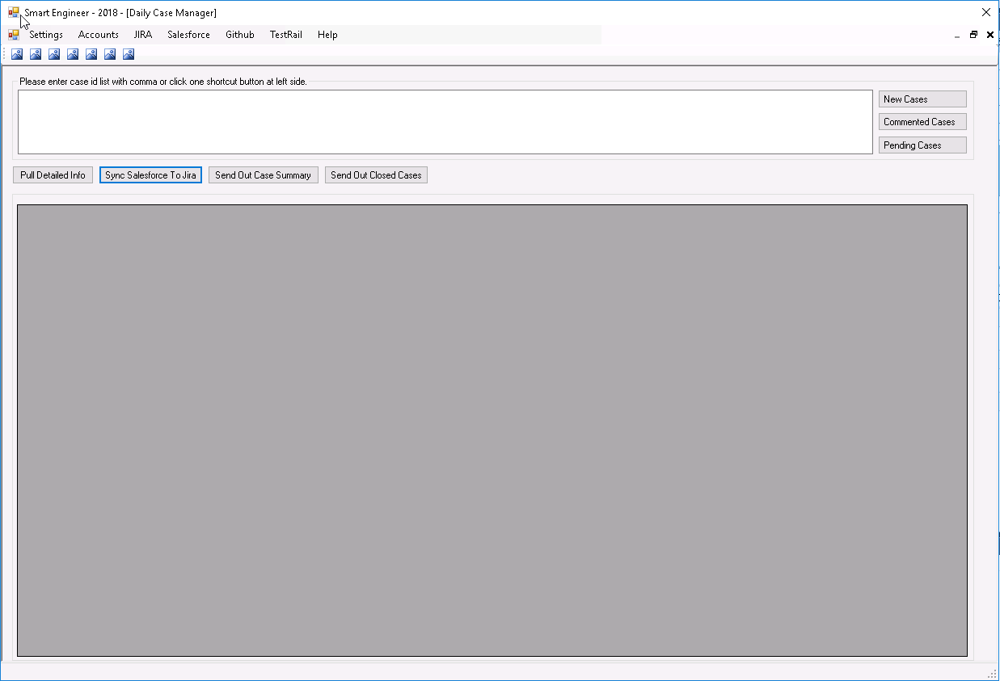 Smart Engineer - 2018 - [Daily Case Manager]
Settings Accounts JIRA Salesforce Github TestRail Help
Please enter case id list with comma or click one shortcut button at left side.
New Cases
Commented Cases
Pending Cases
Pull Detailed Info Sync Salesforce To Jira Send Out Case Summary Send Out Closed Cases